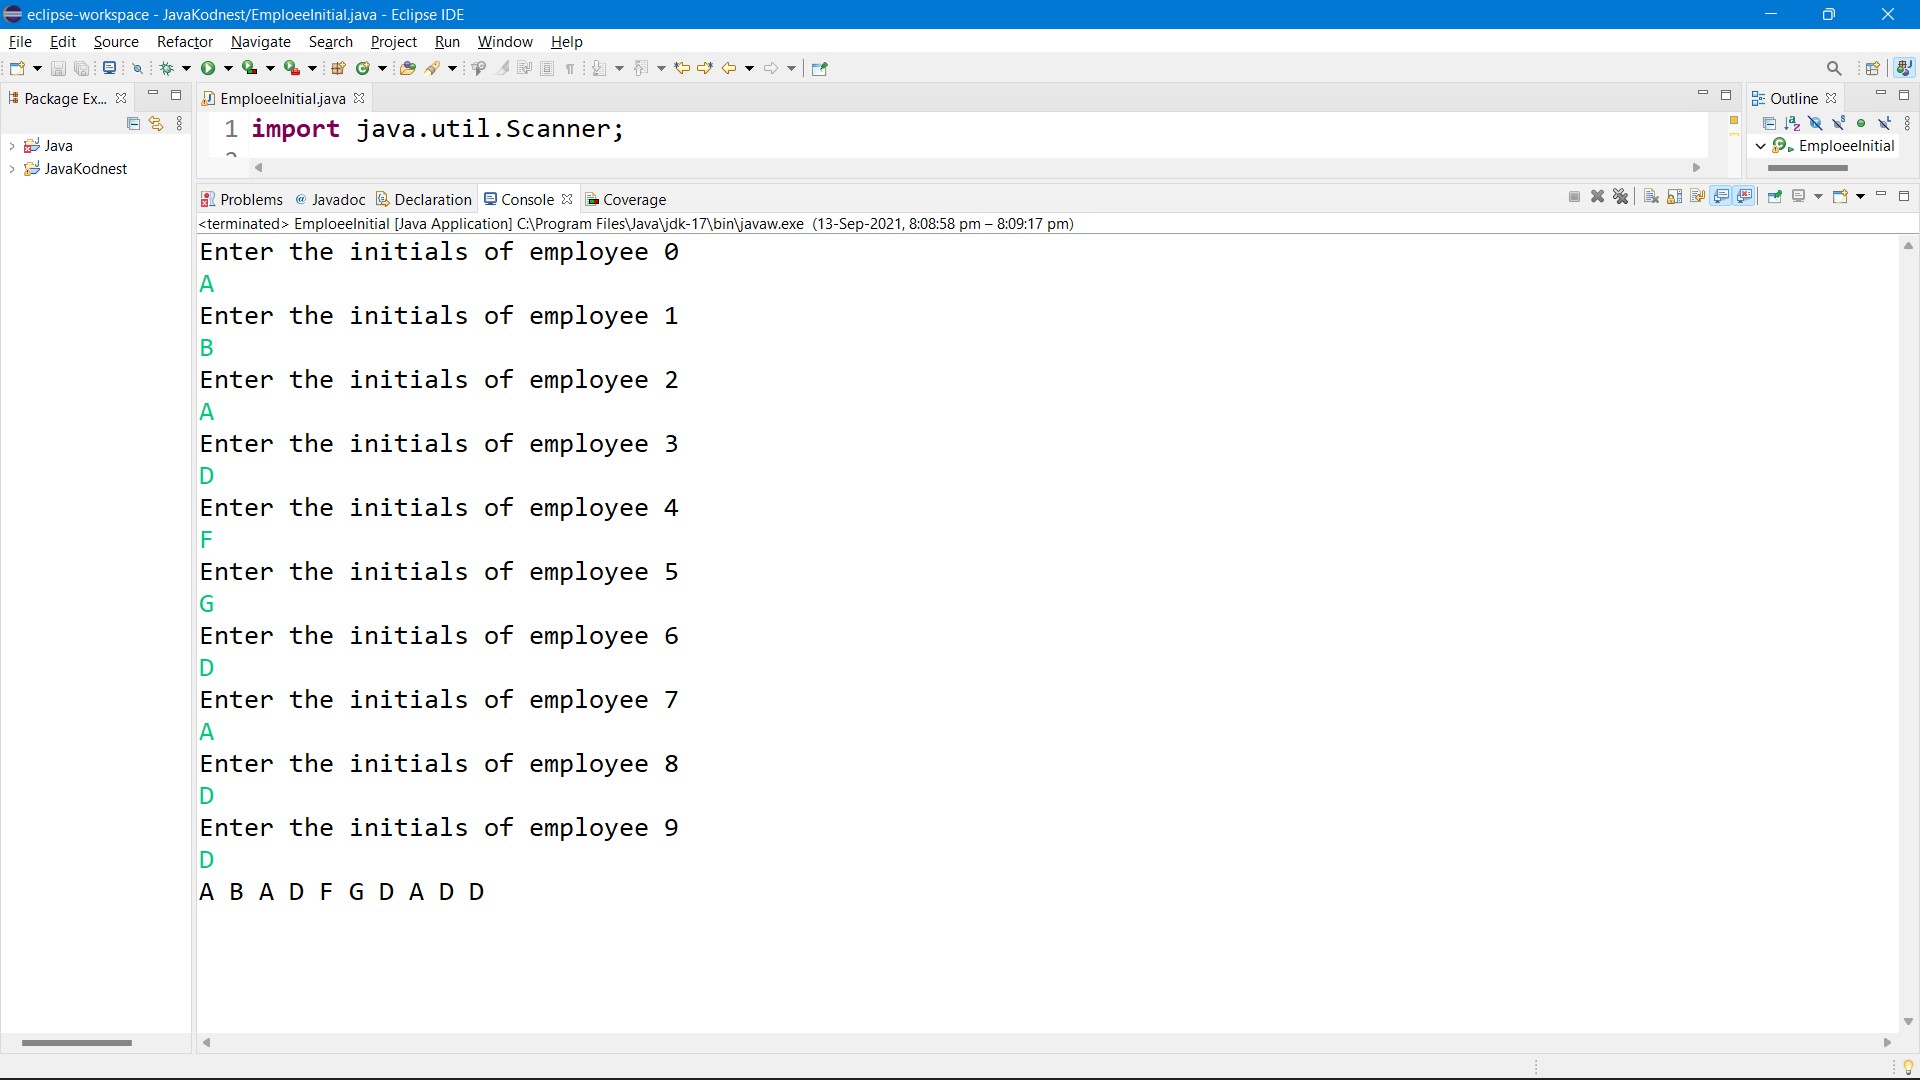 eclipse-workspace - JavaKodnest/EmploeeInitial.java - Eclipse IDE
File Edit Source Refactor Navigate Search Project Run Window Help
Package Ex...
EmploeeInitial.java
Outline
1 import java.util.Scanner;
Java
JavaKodnest
EmploeeInitial
Problems @ Javadoc Declaration Console Coverage
<terminated> EmploeeInitial [Java Application] C:\Program Files\Java\jdk-17\bin\javaw.exe (13-Sep-2021, 8:08:58 pm – 8:09:17 pm)
Enter the initials of employee 0
A
Enter the initials of employee 1
B
Enter the initials of employee 2
A
Enter the initials of employee 3
D
Enter the initials of employee 4
F
Enter the initials of employee 5
G
Enter the initials of employee 6
D
Enter the initials of employee 7
A
Enter the initials of employee 8
D
Enter the initials of employee 9
D
A B A D F G D A D D